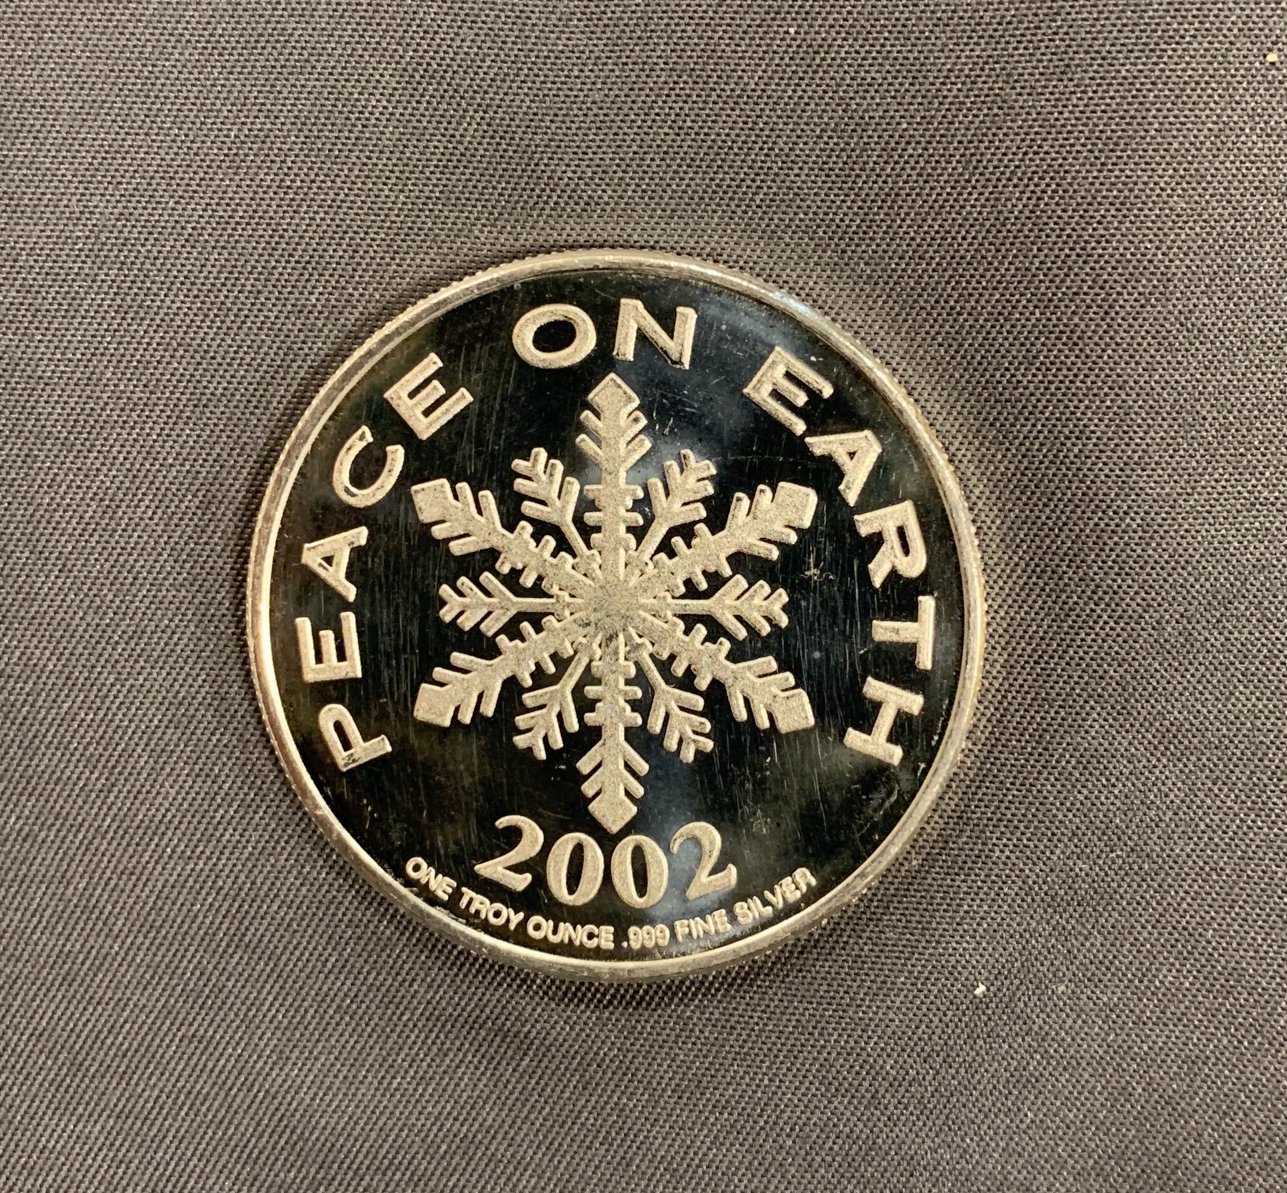 PEACE ON EARTH
2002
ONE TROY OUNCE .999 FINE SILVER